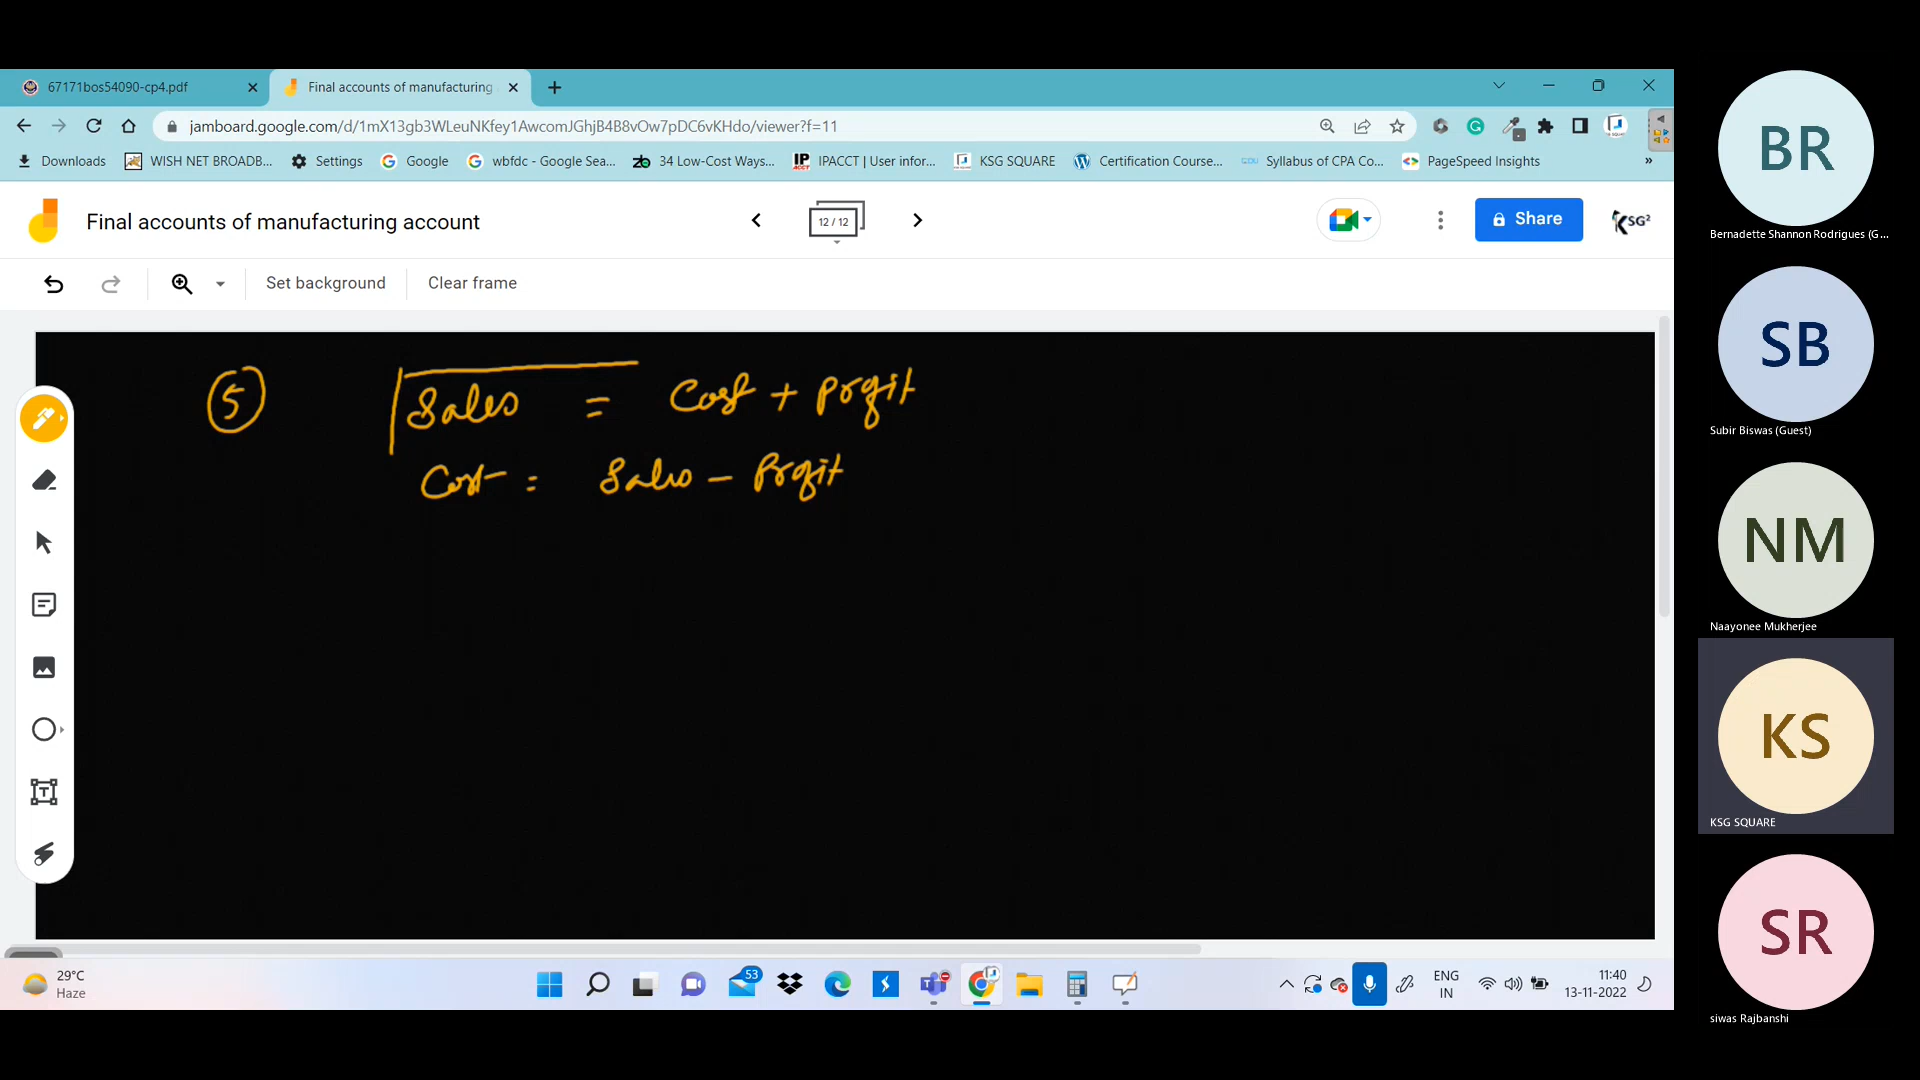 67171bos54090-cp4.pdf
Final accounts of manufacturing
jamboard.google.com/d/1mX13gb3WLeuNKfey1AwcomJGhjB4B8vOw7pDC6vKHdo/viewer?f=11
Downloads
WISH NET BROADB...
Settings
Google
wbfdc - Google Sea...
34 Low-Cost Ways...
IPACCT | User infor...
KSG SQUARE
Certification Course...
Syllabus of CPA Co...
PageSpeed Insights
»
Final accounts of manufacturing account
12 / 12
Share
KSG²
Set background
Clear frame
5 Sales = Cost + Profit
Cost = Sales - Profit
BR
Bernadette Shannon Rodrigues (G...
SB
Subir Biswas (Guest)
NM
Naayonee Mukherjee
KS
KSG SQUARE
SR
siwas Rajbanshi
29°C
Haze
53
ENG
IN
11:40
13-11-2022